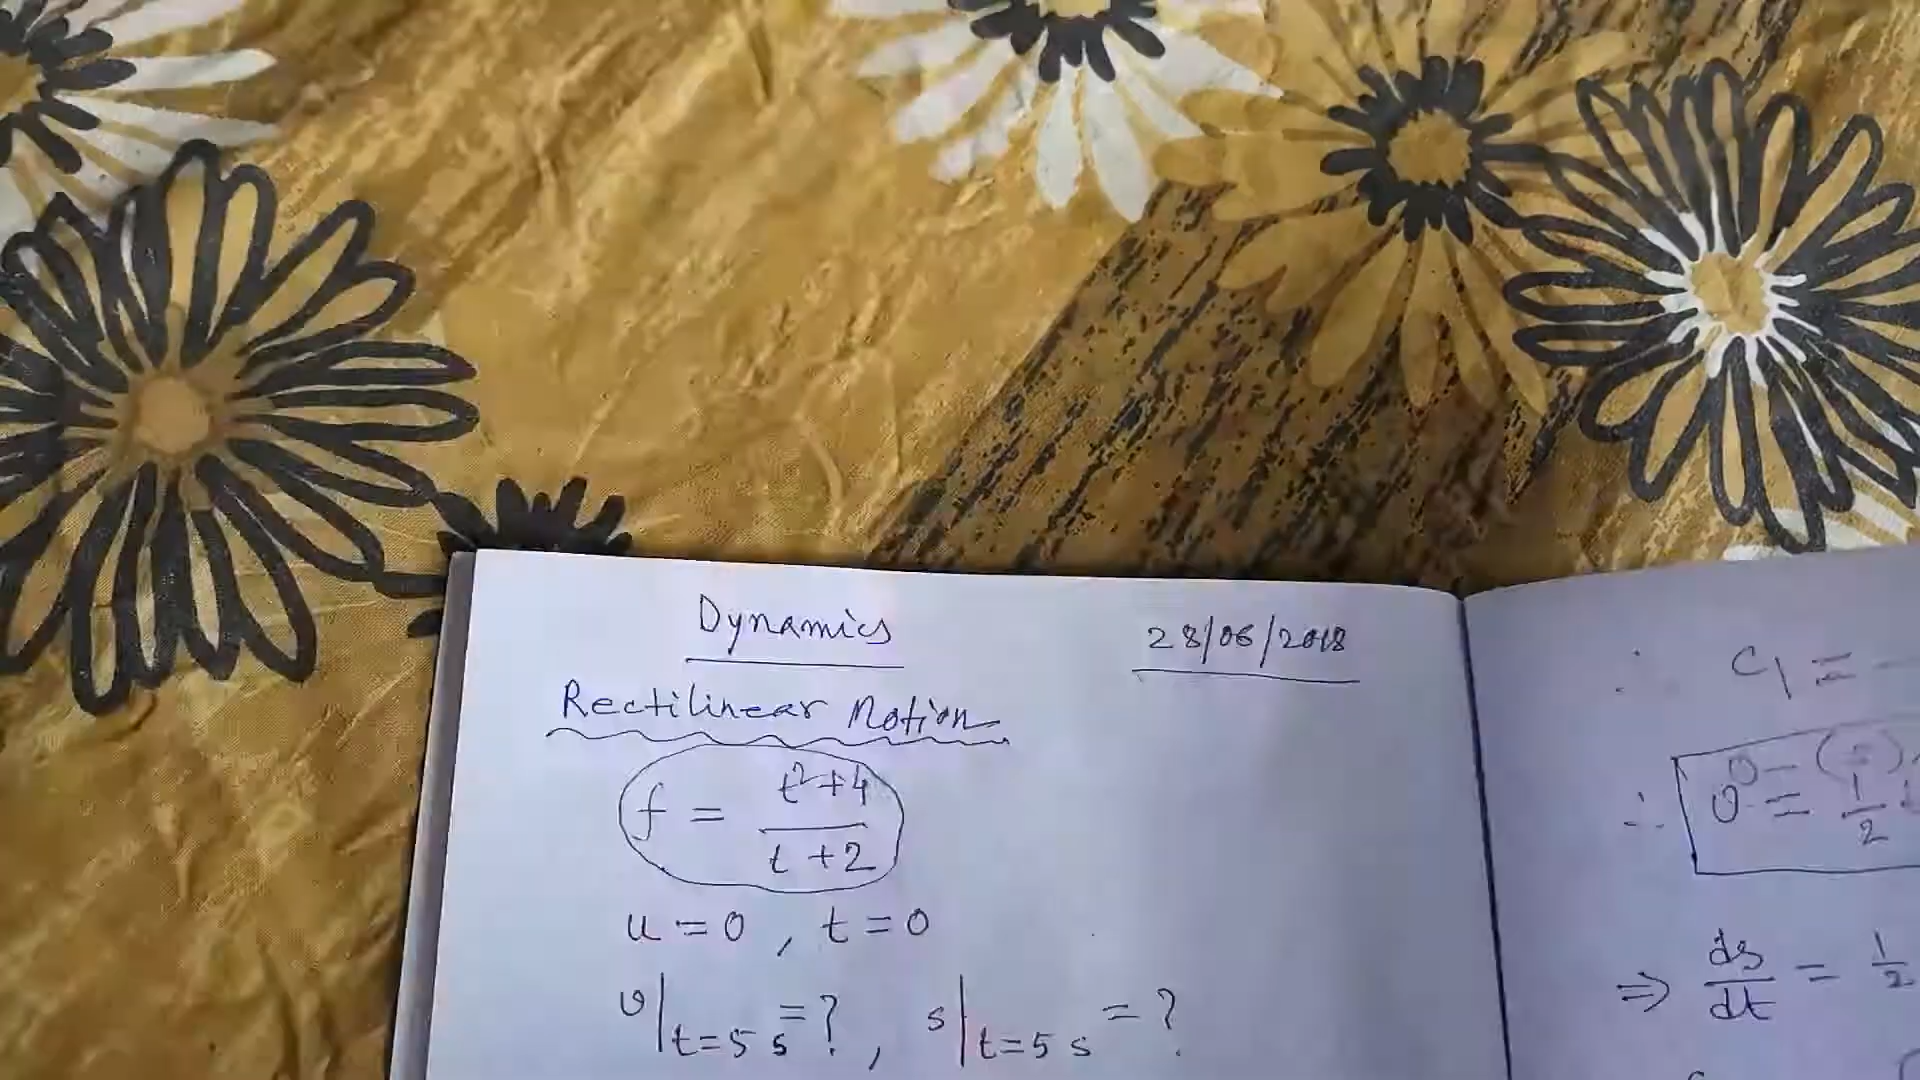 Dynamics
28/06/2018
Rectilinear Motion
f = (t²+4)/(t+2)
u = 0, t = 0
v|t=5 s = ?, s|t=5 s = ?
∴ C₁ = -
∴ v = 1/2 t
⇒ ds/dt = 1/2